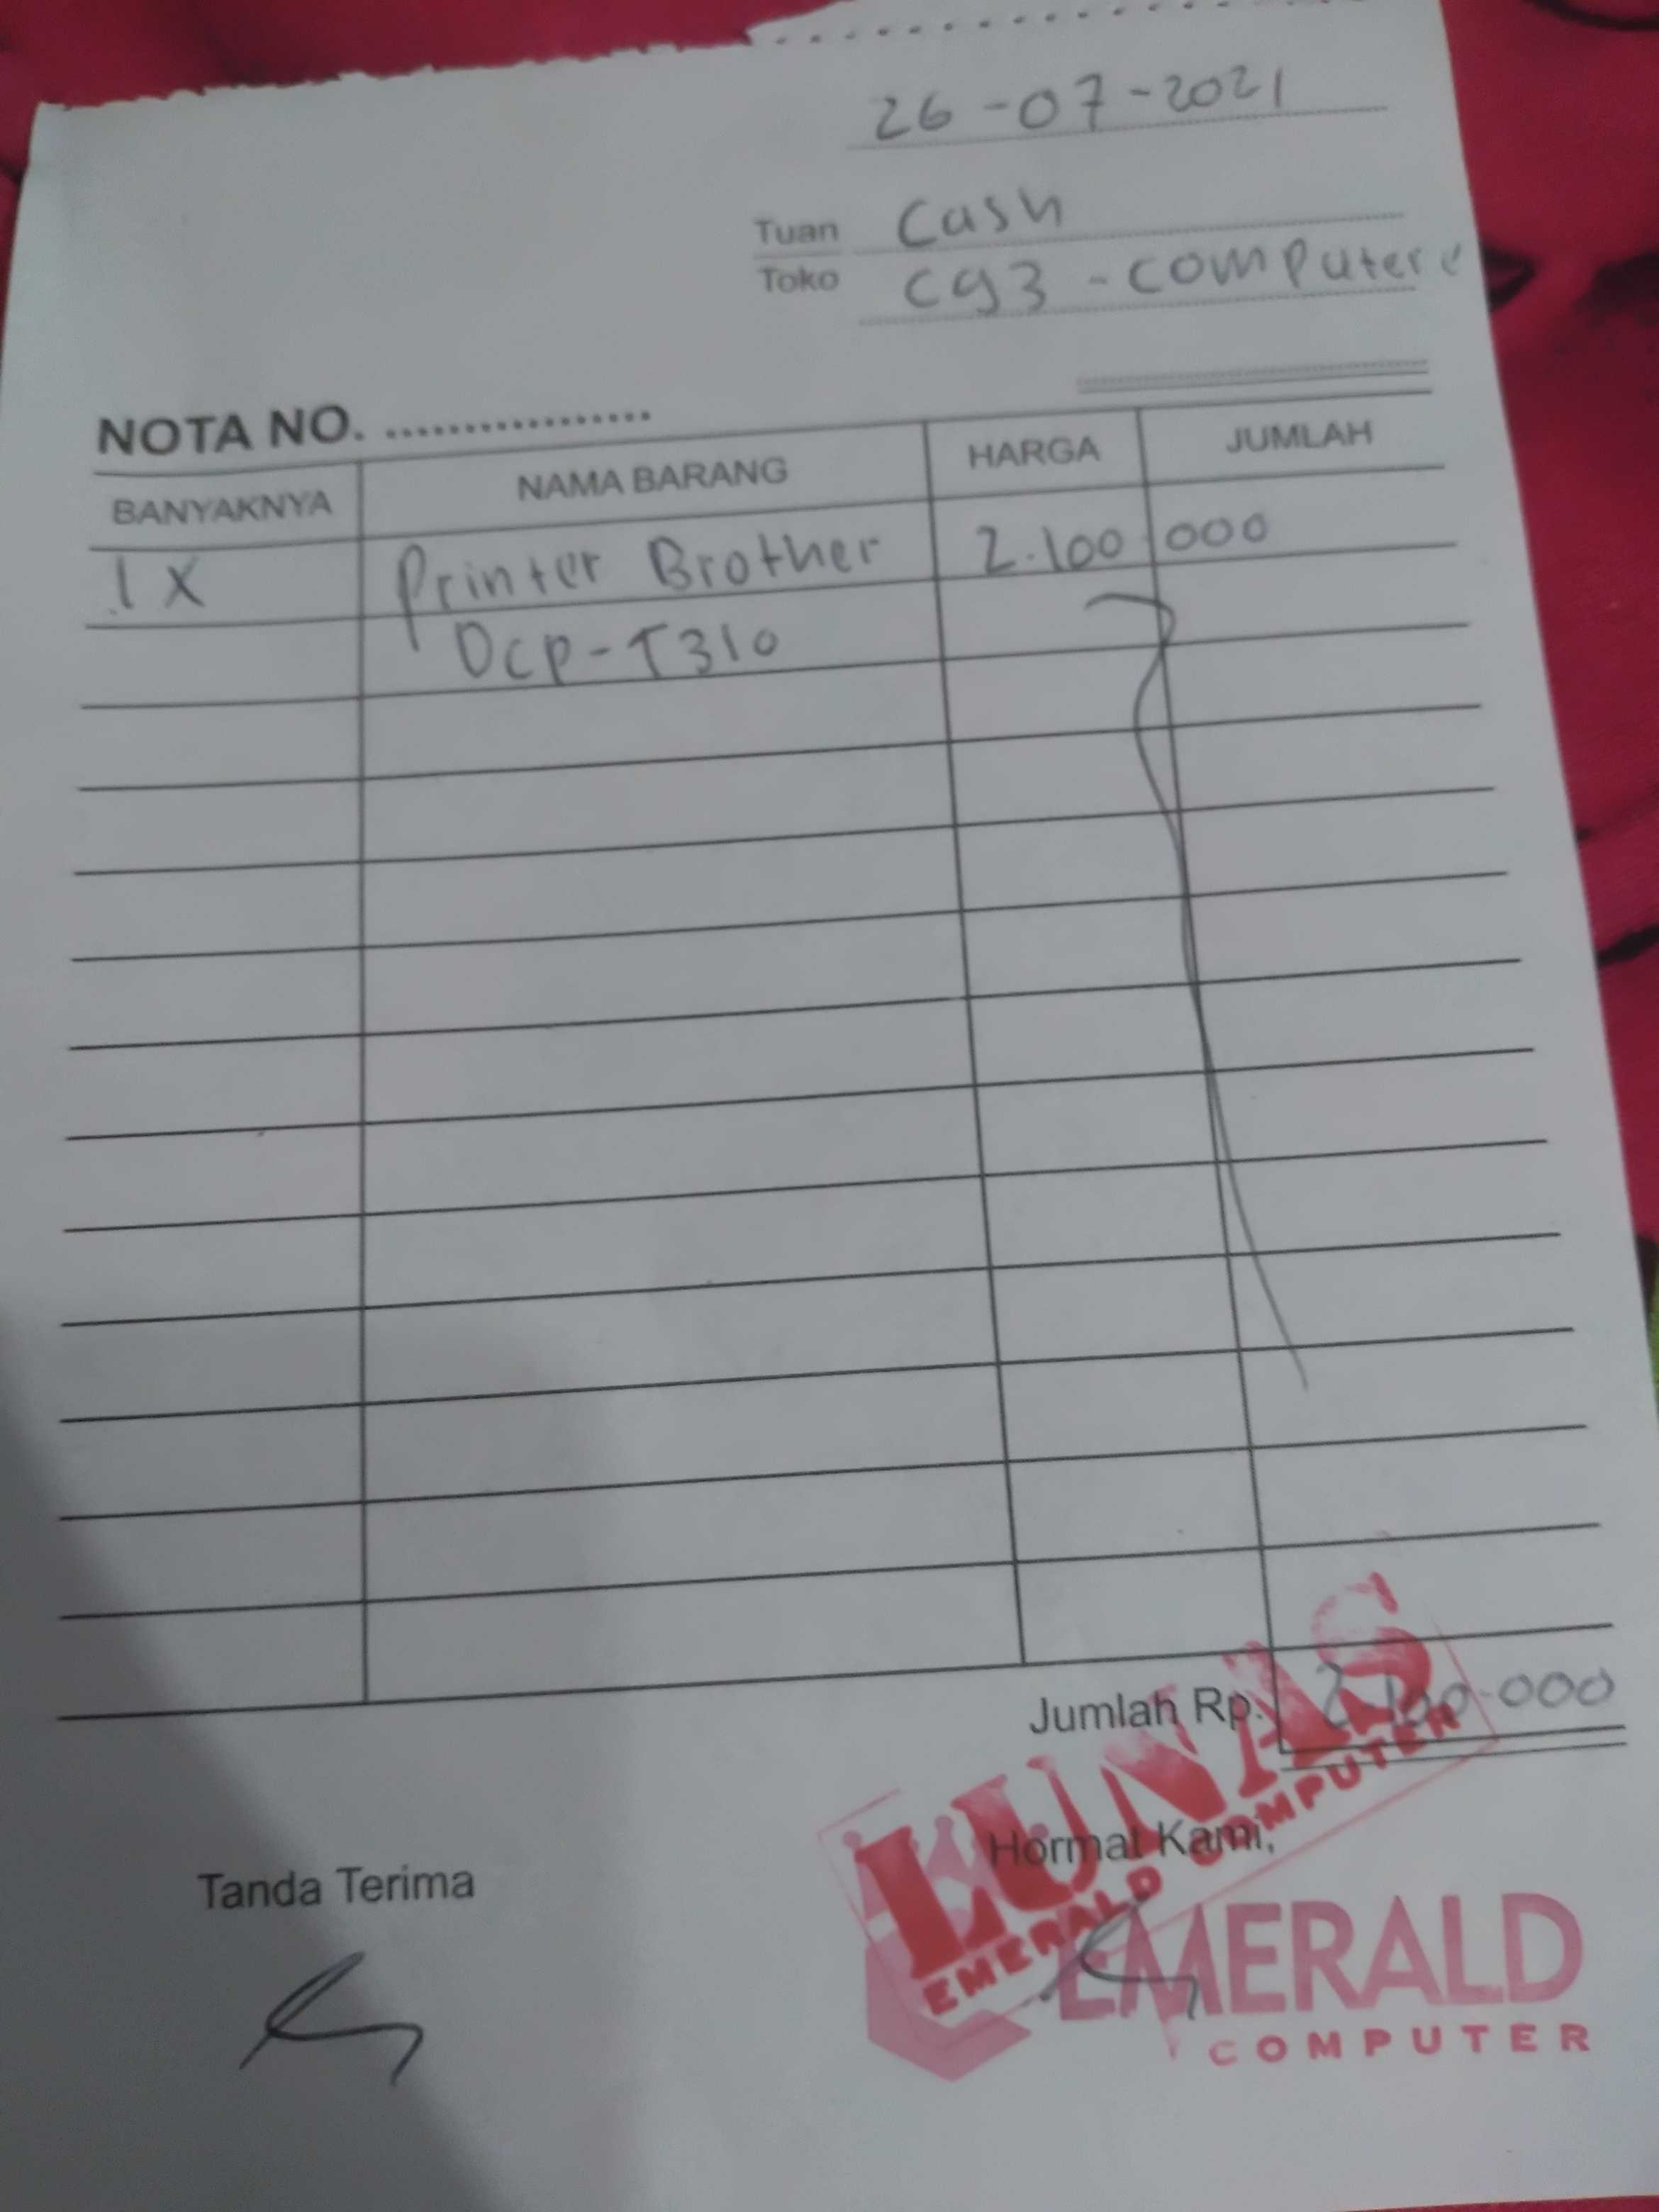 26-07-2021
Tuan Cash
Toko cg3-computer
NOTA NO. .................
BANYAKNYA NAMA BARANG HARGA JUMLAH
1X Printer Brother 2.100.000
Dcp-T310
Jumlah Rp. 2.100.000
LUNAS
EMERALD COMPUTER
Tanda Terima Hormat Kami,
EMERALD
COMPUTER